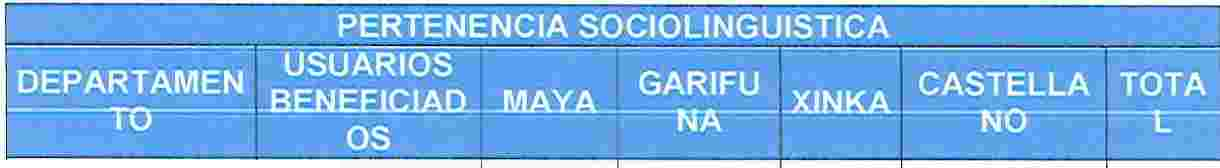 PERTENENCIA SOCIOLINGUISTICA
DEPARTAMEN
TO
USUARIOS
BENEFICIAD
OS
MAYA
GARIFU
NA
XINKA
CASTELLA
NO
TOTA
L